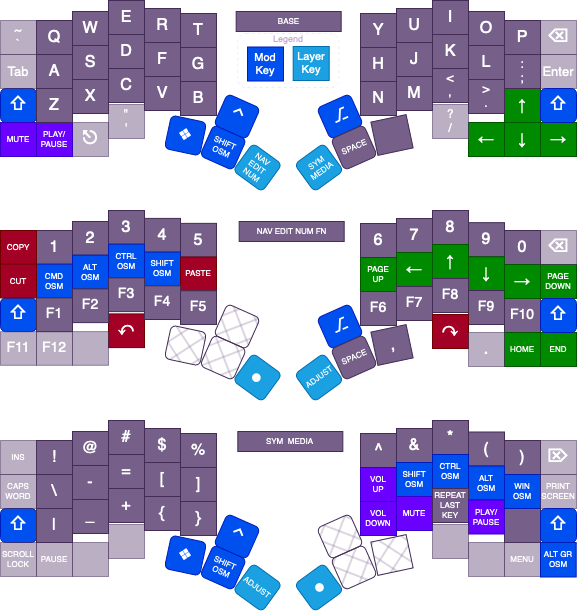 BASE
Legend
Mod Key
Layer Key
~ ` Q W E R T
Y U I O P
Tab A S D F G
H J K L : ; Enter
Z X C V B
N M < , > . ↑
MUTE PLAY/ PAUSE " '
? / ← ↓ →
^ SHIFT OSM NAV EDIT NUM
SYM MEDIA SPACE
NAV EDIT NUM FN
COPY 1 2 3 4 5
6 7 8 9 0
CUT CMD OSM ALT OSM CTRL OSM SHIFT OSM PASTE
PAGE UP ← ↑ ↓ → PAGE DOWN
F1 F2 F3 F4 F5
F6 F7 F8 F9 F10
F11 F12
. HOME END
ADJUST SPACE ,
SYM MEDIA
INS ! @ # $ %
^ & * ( )
CAPS WORD \ - = [ ]
VOL UP SHIFT OSM CTRL OSM ALT OSM WIN OSM PRINT SCREEN
| _ + { }
VOL DOWN MUTE REPEAT LAST KEY PLAY/ PAUSE
SCROLL LOCK PAUSE
MENU ALT GR OSM
^ SHIFT OSM ADJUST